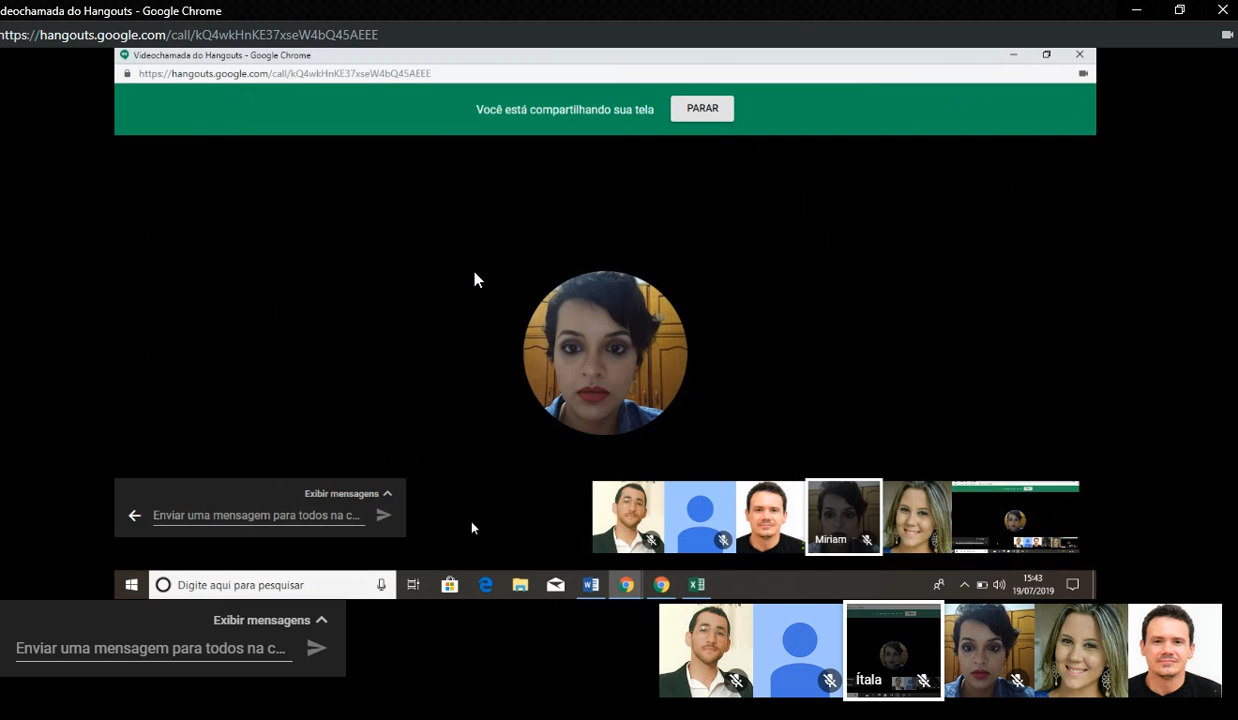 deochamada do Hangouts - Google Chrome
https://hangouts.google.com/call/kQ4wkHnKE37xseW4bQ45AEEE
Videochamada do Hangouts - Google Chrome
https://hangouts.google.com/call/kQ4wkHnKE37xseW4bQ45AEEE
Você está compartilhando sua tela PARAR
Exibir mensagens
Enviar uma mensagem para todos na c...
Miriam
Digite aqui para pesquisar
15:43
19/07/2019
Exibir mensagens
Enviar uma mensagem para todos na c...
Ítala